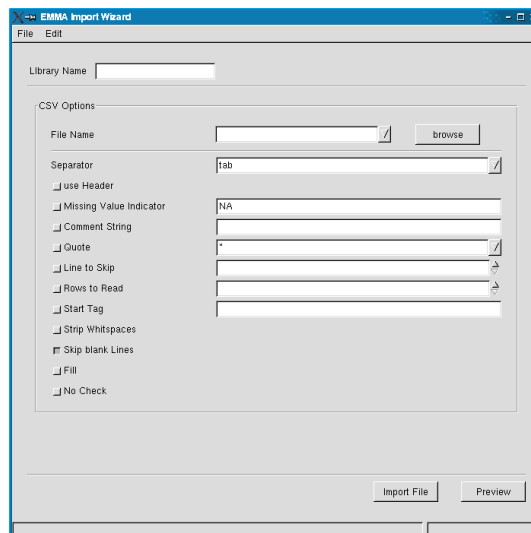 EMMA Import Wizard
File Edit
Library Name
CSV Options
File Name browse
Separator tab
use Header
Missing Value Indicator NA
Comment String
Quote "
Line to Skip
Rows to Read
Start Tag
Strip Whitspaces
Skip blank Lines
Fill
No Check
Import File Preview